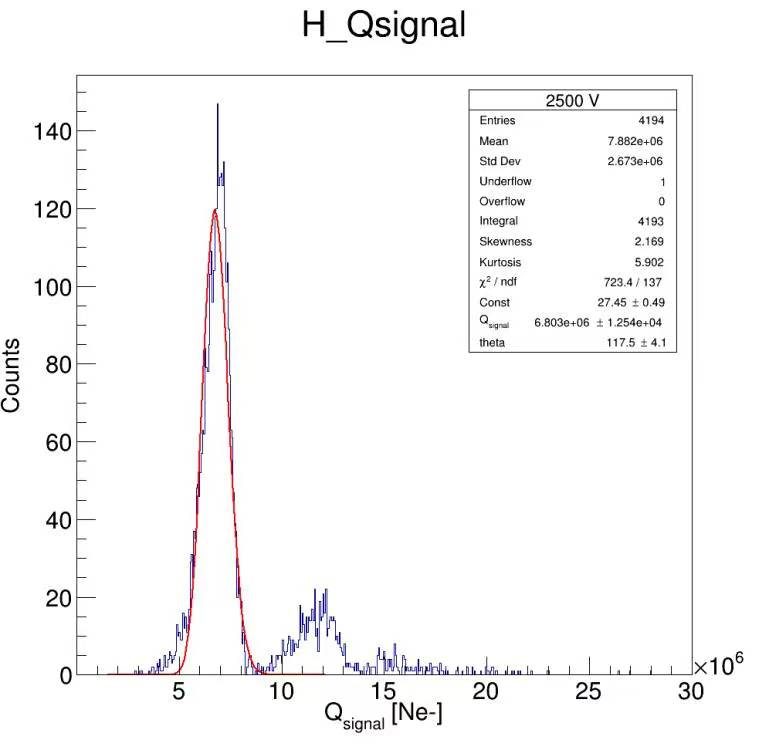 H_Qsignal
2500 V
Entries 4194
Mean 7.882e+06
Std Dev 2.673e+06
Underflow 1
Overflow 0
Integral 4193
Skewness 2.169
Kurtosis 5.902
χ² / ndf 723.4 / 137
Const 27.45 ± 0.49
Qsignal 6.803e+06 ± 1.254e+04
theta 117.5 ± 4.1
Counts
140
120
100
80
60
40
20
0
5 10 15 20 25 30
×10⁶
Qsignal [Ne-]